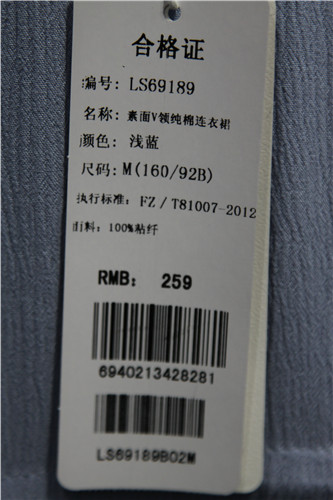 合格证
编号: LS69189
名称: 素面V领纯棉连衣裙
颜色: 浅蓝
尺码: M(160/92B)
执行标准: FZ/T81007-2012
面料: 100%粘纤
RMB: 259
6940213428281
LS69189B02M